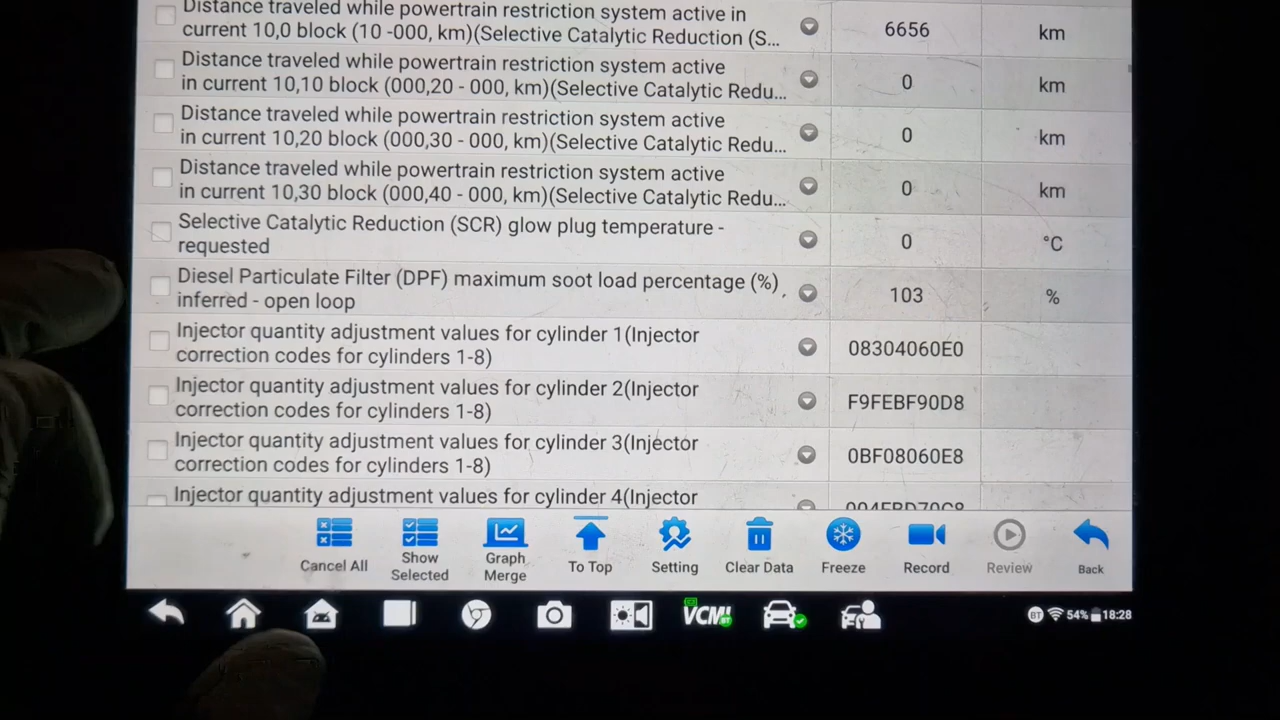 Distance traveled while powertrain restriction system active in
current 10,0 block (10 -000, km)(Selective Catalytic Reduction (S...
6656
km
Distance traveled while powertrain restriction system active
in current 10,10 block (000,20 - 000, km)(Selective Catalytic Redu...
0
km
Distance traveled while powertrain restriction system active
in current 10,20 block (000,30 - 000, km)(Selective Catalytic Redu...
0
km
Distance traveled while powertrain restriction system active
in current 10,30 block (000,40 - 000, km)(Selective Catalytic Redu...
0
km
Selective Catalytic Reduction (SCR) glow plug temperature -
requested
0
°C
Diesel Particulate Filter (DPF) maximum soot load percentage (%)
inferred - open loop
103
%
Injector quantity adjustment values for cylinder 1(Injector
correction codes for cylinders 1-8)
08304060E0
Injector quantity adjustment values for cylinder 2(Injector
correction codes for cylinders 1-8)
F9FEBF90D8
Injector quantity adjustment values for cylinder 3(Injector
correction codes for cylinders 1-8)
0BF08060E8
Injector quantity adjustment values for cylinder 4(Injector
Cancel All
Show
Selected
Graph
Merge
To Top
Setting
Clear Data
Freeze
Record
Review
Back
VCMI
BT
BT
54%
18:28